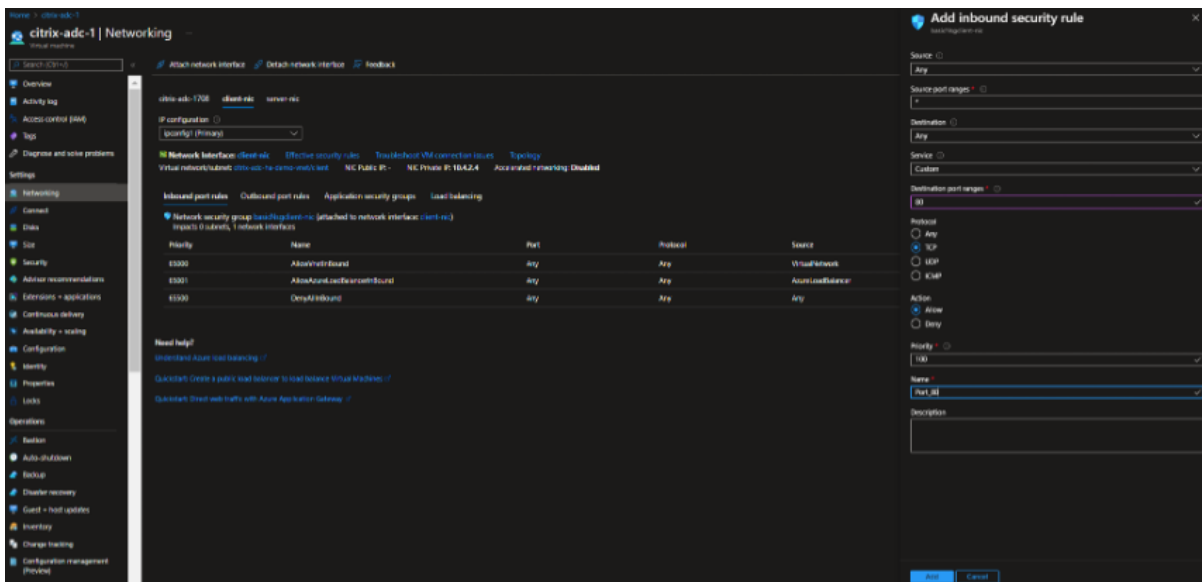 Home > citrix-adc-1
citrix-adc-1 | Networking
Virtual machine
Search (Ctrl+/)
Attach network interface
Detach network interface
Feedback
Overview
Activity log
Access control (IAM)
Tags
Diagnose and solve problems
Settings
Networking
Connect
Disks
Size
Security
Advisor recommendations
Extensions + applications
Continuous delivery
Availability + scaling
Configuration
Identity
Properties
Locks
Operations
Bastion
Auto-shutdown
Backup
Disaster recovery
Guest + host updates
Inventory
Change tracking
Configuration management (Preview)
client-nic
server-nic
IP configuration
ipconfig1 (Primary)
Network Interface: client-nic
Effective security rules
Troubleshoot VM connection issues
Topology
Virtual network/subnet:
NIC Public IP: -
NIC Private IP: 10.4.2.4
Accelerated networking: Disabled
Inbound port rules
Outbound port rules
Application security groups
Load balancing
Network security group basicNsgclient-nic (attached to network interface: client-nic)
Impacts 0 subnets, 1 network interfaces
Priority Name Port Protocol Source
65000 AllowVnetInBound Any Any VirtualNetwork
65001 AllowAzureLoadBalancerInBound Any Any AzureLoadBalancer
65500 DenyAllInBound Any Any Any
Need help?
Understand Azure load balancing
Quickstart: Create a public load balancer to load balance Virtual Machines
Quickstart: Direct web traffic with Azure Application Gateway
Add inbound security rule
basicNsgclient-nic
Source
Any
Source port ranges *
*
Destination
Any
Service
Custom
Destination port ranges *
80
Protocol
Any
TCP
UDP
ICMP
Action
Allow
Deny
Priority *
100
Name *
Port_80
Description
Add
Cancel